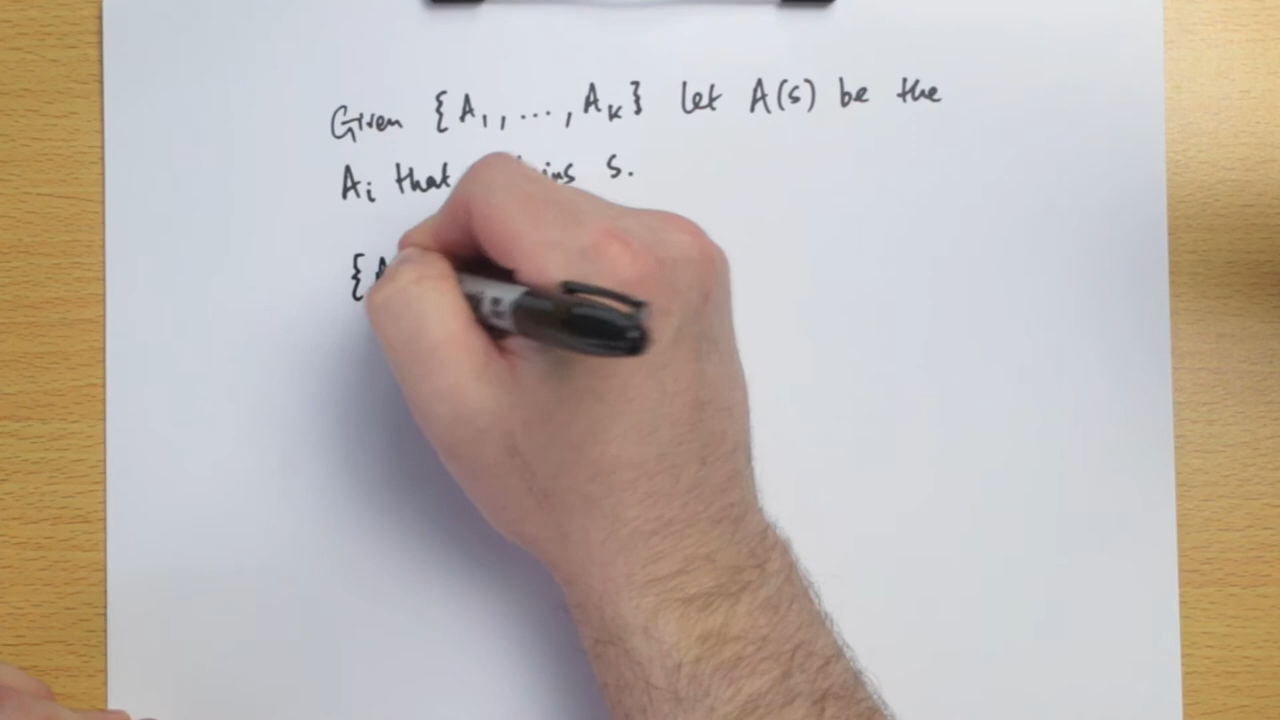 Given {A₁, ..., Aₖ} let A(s) be the
Aᵢ that s.
{A